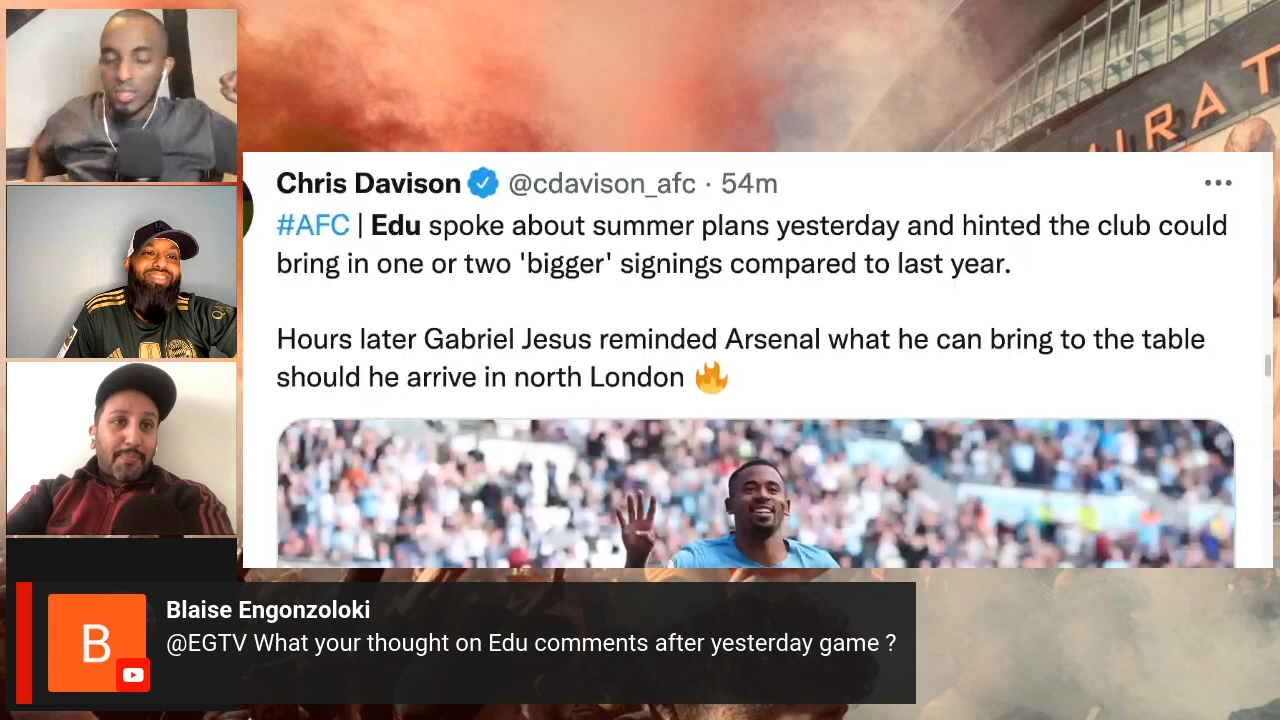 Chris Davison @cdavison_afc · 54m
#AFC | Edu spoke about summer plans yesterday and hinted the club could
bring in one or two 'bigger' signings compared to last year.
Hours later Gabriel Jesus reminded Arsenal what he can bring to the table
should he arrive in north London 🔥
B
Blaise Engonzoloki
@EGTV What your thought on Edu comments after yesterday game ?